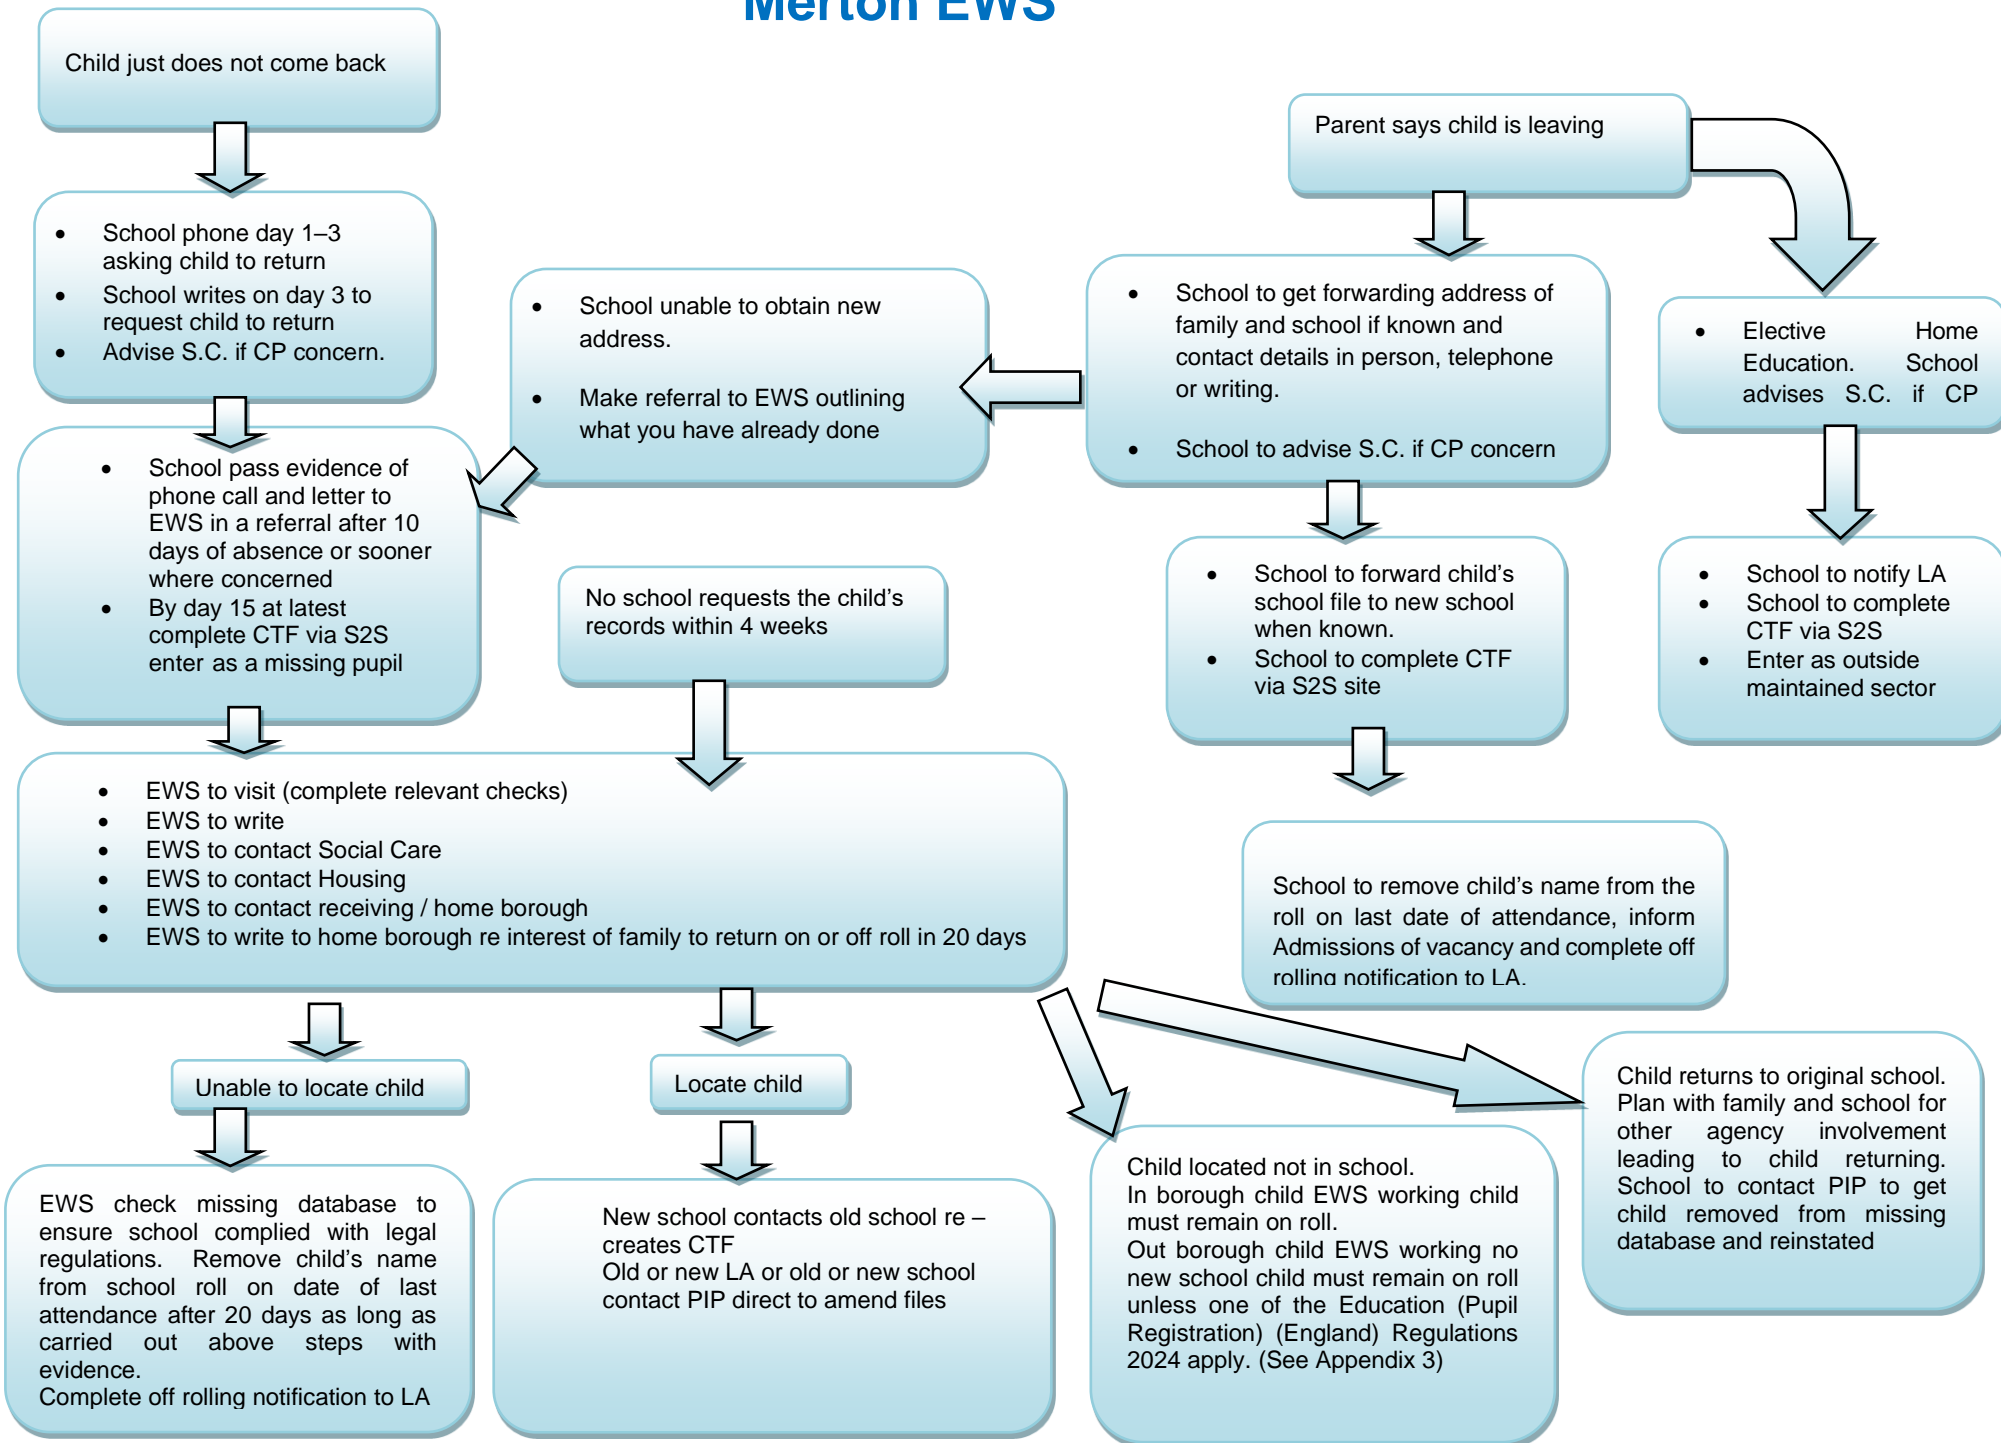 Merton EWS
Child just does not come back
Parent says child is leaving
• School phone day 1–3
asking child to return
• School writes on day 3 to
request child to return
• Advise S.C. if CP concern.
• School unable to obtain new
address.
• Make referral to EWS outlining
what you have already done
• School to get forwarding address of
family and school if known and
contact details in person, telephone
or writing.
• School to advise S.C. if CP concern
• Elective Home
Education. School
advises S.C. if CP
• School pass evidence of
phone call and letter to
EWS in a referral after 10
days of absence or sooner
where concerned
• By day 15 at latest
complete CTF via S2S
enter as a missing pupil
No school requests the child's
records within 4 weeks
• School to forward child's
school file to new school
when known.
• School to complete CTF
via S2S site
• School to notify LA
• School to complete
CTF via S2S
• Enter as outside
maintained sector
• EWS to visit (complete relevant checks)
• EWS to write
• EWS to contact Social Care
• EWS to contact Housing
• EWS to contact receiving / home borough
• EWS to write to home borough re interest of family to return on or off roll in 20 days
School to remove child's name from the
roll on last date of attendance, inform
Admissions of vacancy and complete off
rolling notification to LA.
Unable to locate child
Locate child
EWS check missing database to
ensure school complied with legal
regulations. Remove child's name
from school roll on date of last
attendance after 20 days as long as
carried out above steps with
evidence.
Complete off rolling notification to LA
New school contacts old school re –
creates CTF
Old or new LA or old or new school
contact PIP direct to amend files
Child located not in school.
In borough child EWS working child
must remain on roll.
Out borough child EWS working no
new school child must remain on roll
unless one of the Education (Pupil
Registration) (England) Regulations
2024 apply. (See Appendix 3)
Child returns to original school.
Plan with family and school for
other agency involvement
leading to child returning.
School to contact PIP to get
child removed from missing
database and reinstated